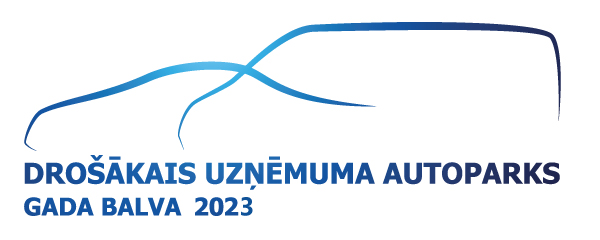 DROŠĀKAIS UZŅĒMUMA AUTOPARKS
GADA BALVA 2023